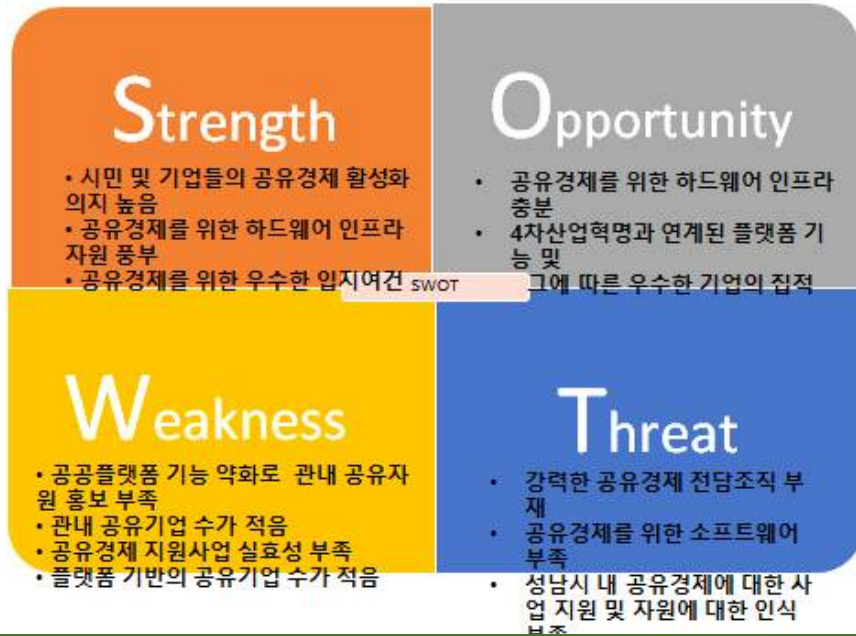 Strength
• 시민 및 기업들의 공유경제 활성화
의지 높음
• 공유경제를 위한 하드웨어 인프라
자원 풍부
• 공유경제를 위한 우수한 입지여건
Opportunity
• 공유경제를 위한 하드웨어 인프라
충분
• 4차산업혁명과 연계된 플랫폼 기
능 및
그에 따른 우수한 기업의 집적
SWOT
Weakness
• 공공플랫폼 기능 약화로 관내 공유자
원 홍보 부족
• 관내 공유기업 수가 적음
• 공유경제 지원사업 실효성 부족
• 플랫폼 기반의 공유기업 수가 적음
Threat
• 강력한 공유경제 전담조직 부
재
• 공유경제를 위한 소프트웨어
부족
• 성남시 내 공유경제에 대한 사
업 지원 및 자원에 대한 인식